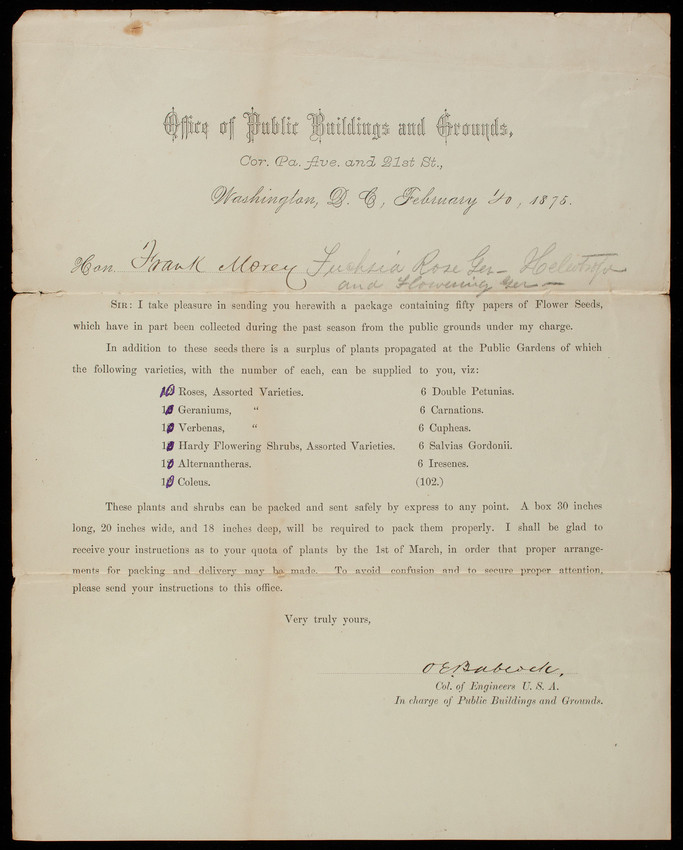 Office of Public Buildings and Grounds,
Cor. Pa. Ave. and 21st St.,
Washington, D. C., February 10, 1875.
Hon. Frank Morey Fuchsia Rose Ger
and Flowering Ger
SIR: I take pleasure in sending you herewith a package containing fifty papers of Flower Seeds,
which have in part been collected during the past season from the public grounds under my charge.
In addition to these seeds there is a surplus of plants propagated at the Public Gardens of which
the following varieties, with the number of each, can be supplied to you, viz:
10 Roses, Assorted Varieties. 6 Double Petunias.
10 Geraniums, " 6 Carnations.
10 Verbenas, " 6 Cupheas.
10 Hardy Flowering Shrubs, Assorted Varieties. 6 Salvias Gordonii.
10 Alternantheras. 6 Iresenes.
10 Coleus. (102.)
These plants and shrubs can be packed and sent safely by express to any point. A box 30 inches
long, 20 inches wide, and 18 inches deep, will be required to pack them properly. I shall be glad to
receive your instructions as to your quota of plants by the 1st of March, in order that proper arrange-
ments for packing and delivery may be made. To avoid confusion and to secure proper attention,
please send your instructions to this office.
Very truly yours,
O E Babcock.
Col. of Engineers U. S. A.
In charge of Public Buildings and Grounds.